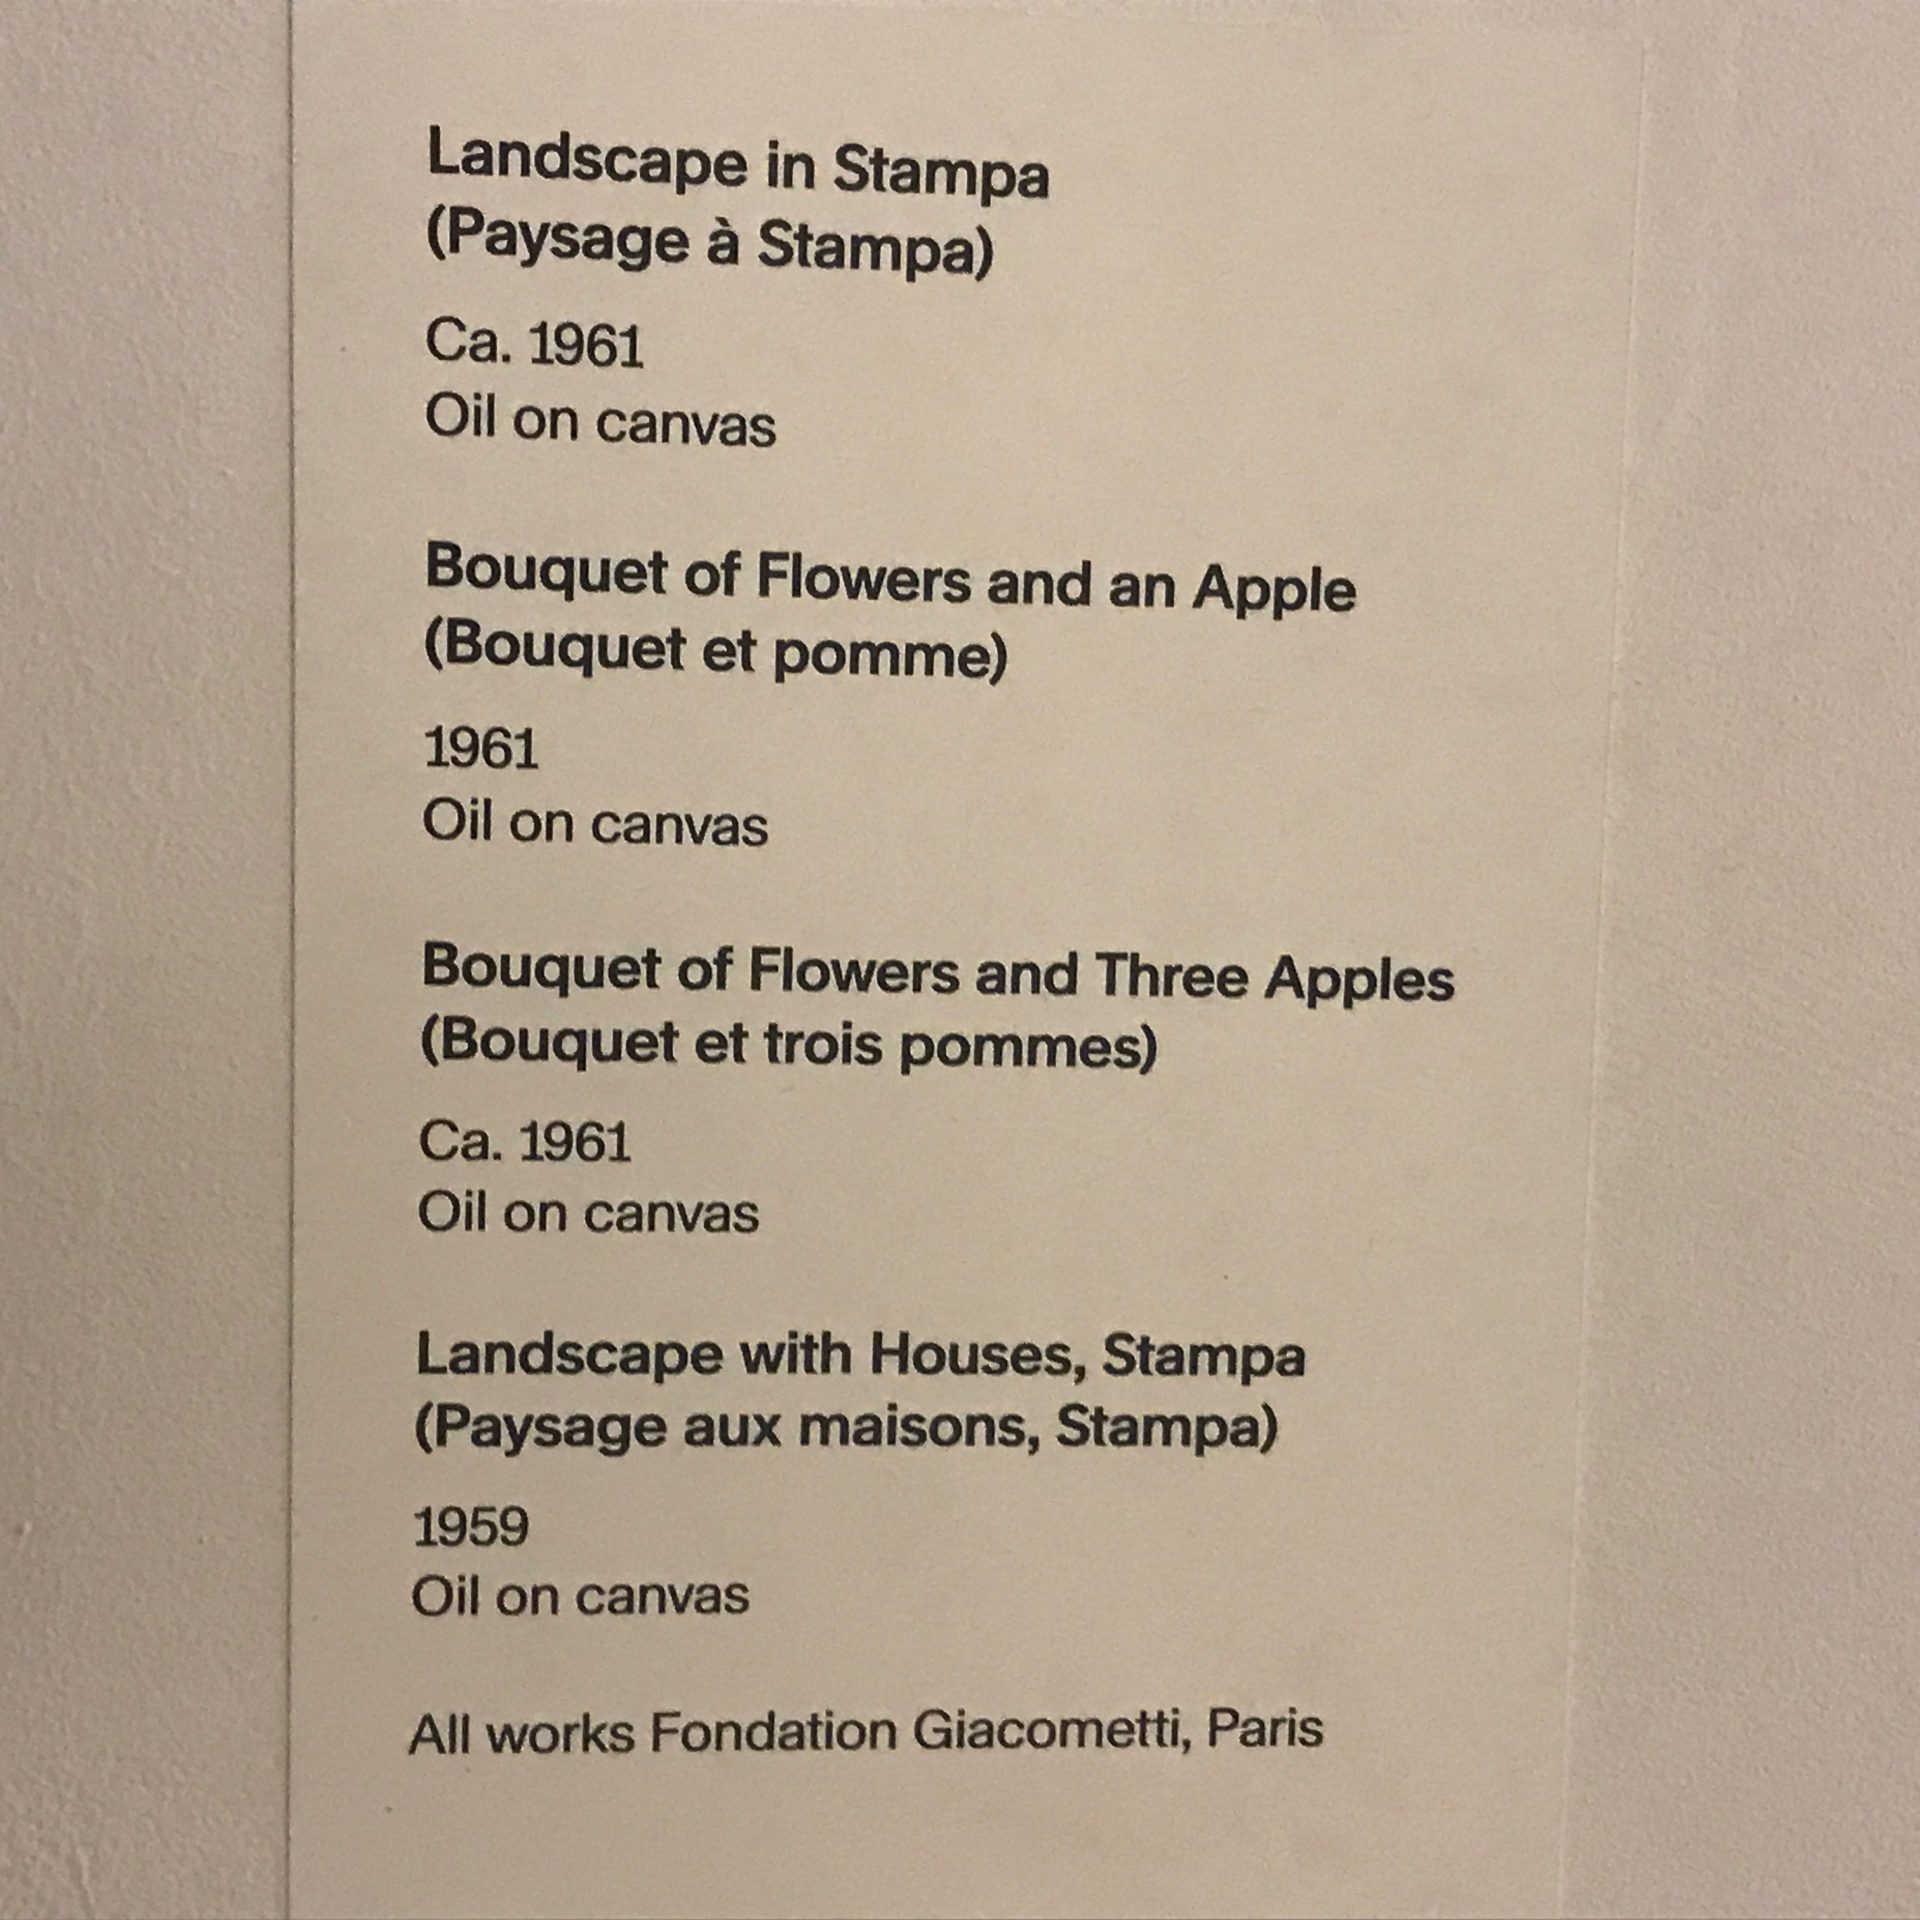 Landscape in Stampa
(Paysage à Stampa)
Ca. 1961
Oil on canvas
Bouquet of Flowers and an Apple
(Bouquet et pomme)
1961
Oil on canvas
Bouquet of Flowers and Three Apples
(Bouquet et trois pommes)
Ca. 1961
Oil on canvas
Landscape with Houses, Stampa
(Paysage aux maisons, Stampa)
1959
Oil on canvas
All works Fondation Giacometti, Paris